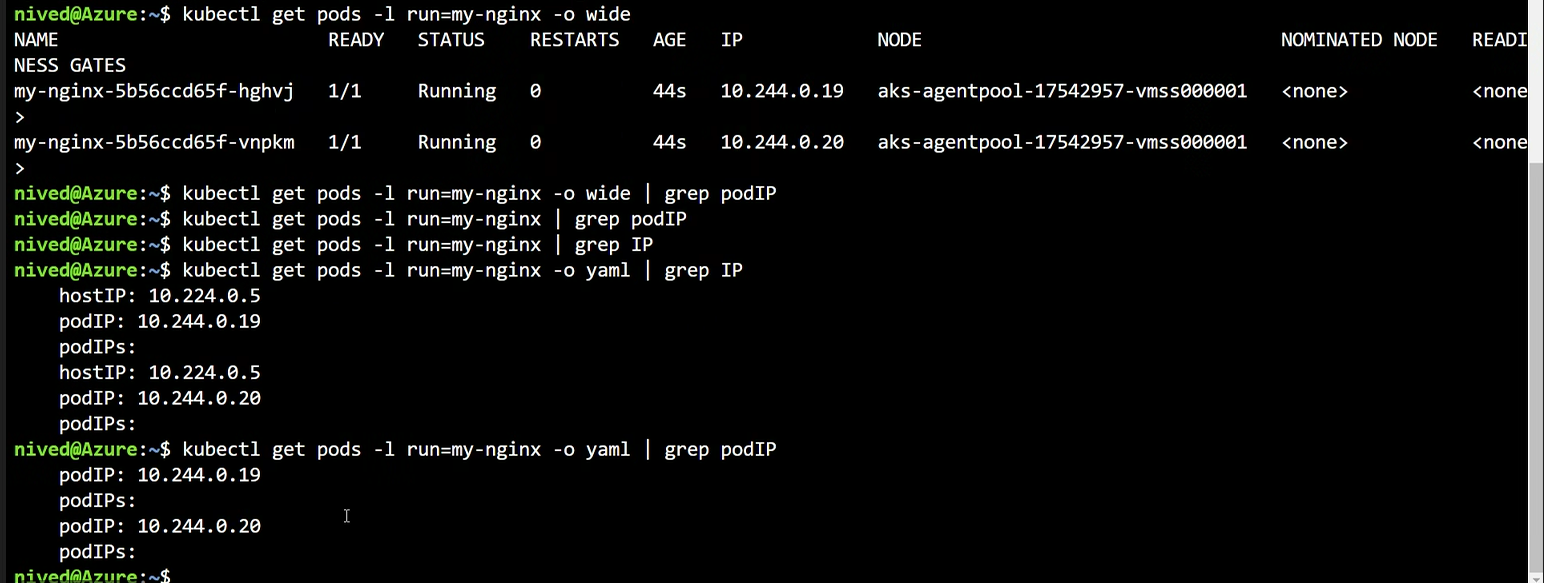 nived@Azure:~$ kubectl get pods -l run=my-nginx -o wide
NAME                        READY   STATUS    RESTARTS   AGE   IP            NODE                                NOMINATED NODE   READI
NESS GATES
my-nginx-5b56ccd65f-hghvj   1/1     Running   0          44s   10.244.0.19   aks-agentpool-17542957-vmss000001   <none>           <none
>
my-nginx-5b56ccd65f-vnpkm   1/1     Running   0          44s   10.244.0.20   aks-agentpool-17542957-vmss000001   <none>           <none
>
nived@Azure:~$ kubectl get pods -l run=my-nginx -o wide | grep podIP
nived@Azure:~$ kubectl get pods -l run=my-nginx | grep podIP
nived@Azure:~$ kubectl get pods -l run=my-nginx | grep IP
nived@Azure:~$ kubectl get pods -l run=my-nginx -o yaml | grep IP
    hostIP: 10.224.0.5
    podIP: 10.244.0.19
    podIPs:
    hostIP: 10.224.0.5
    podIP: 10.244.0.20
    podIPs:
nived@Azure:~$ kubectl get pods -l run=my-nginx -o yaml | grep podIP
    podIP: 10.244.0.19
    podIPs:
    podIP: 10.244.0.20
    podIPs:
nived@Azure:~$